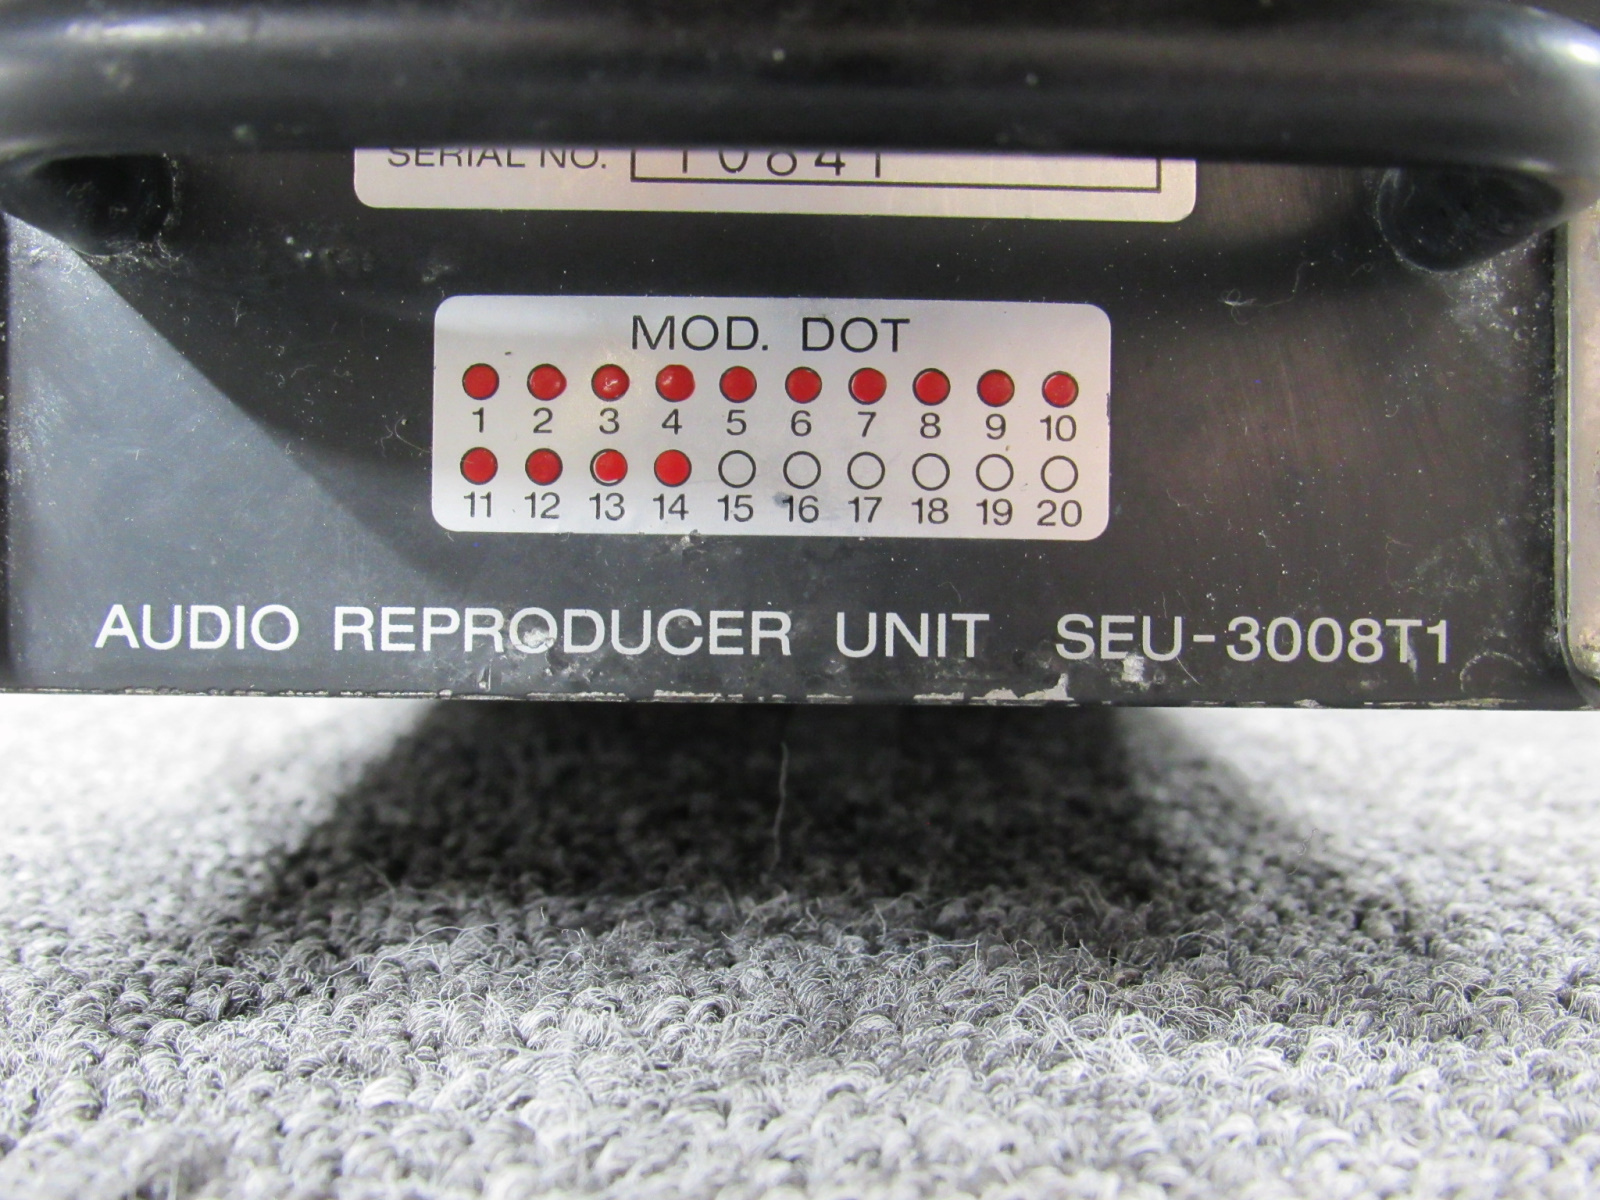 SERIAL NO.
MOD. DOT
1 2 3 4 5 6 7 8 9 10
11 12 13 14 15 16 17 18 19 20
AUDIO REPRODUCER UNIT SEU-3008T1